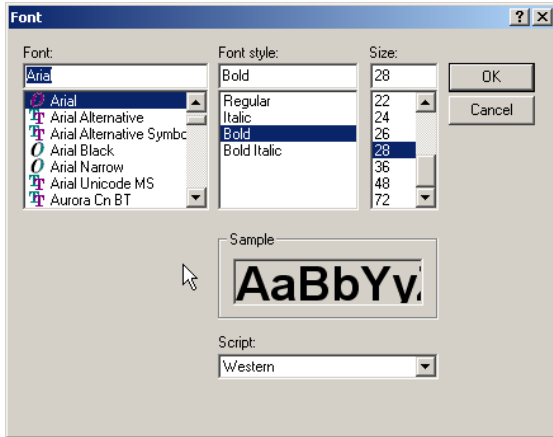 Font
Font:
Arial
Arial
Arial Alternative
Arial Alternative Symbo
Arial Black
Arial Narrow
Arial Unicode MS
Aurora Cn BT
Font style:
Bold
Regular
Italic
Bold
Bold Italic
Size:
28
22
24
26
28
36
48
72
OK
Cancel
Sample
AaBbYy
Script:
Western